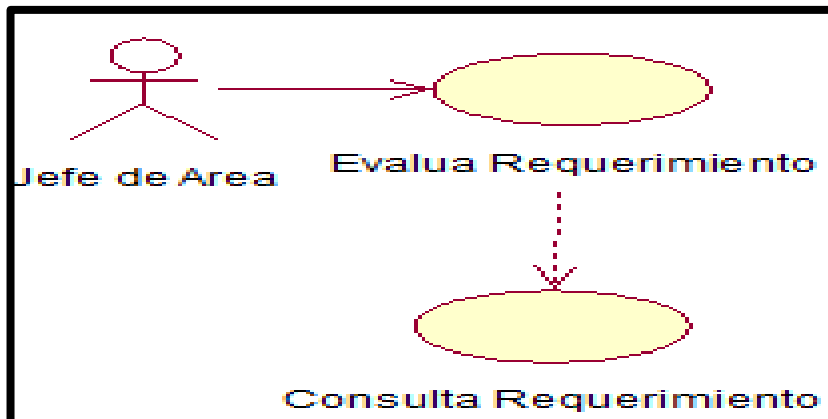 Jefe de Area
Evalua Requerimiento
Consulta Requerimiento